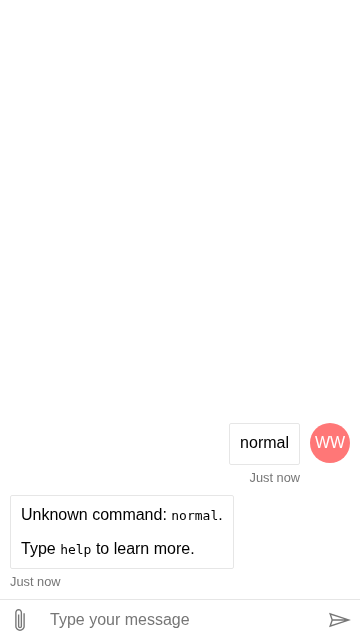 normal
WW
Just now
Unknown command: normal.
Type help to learn more.
Just now
Type your message